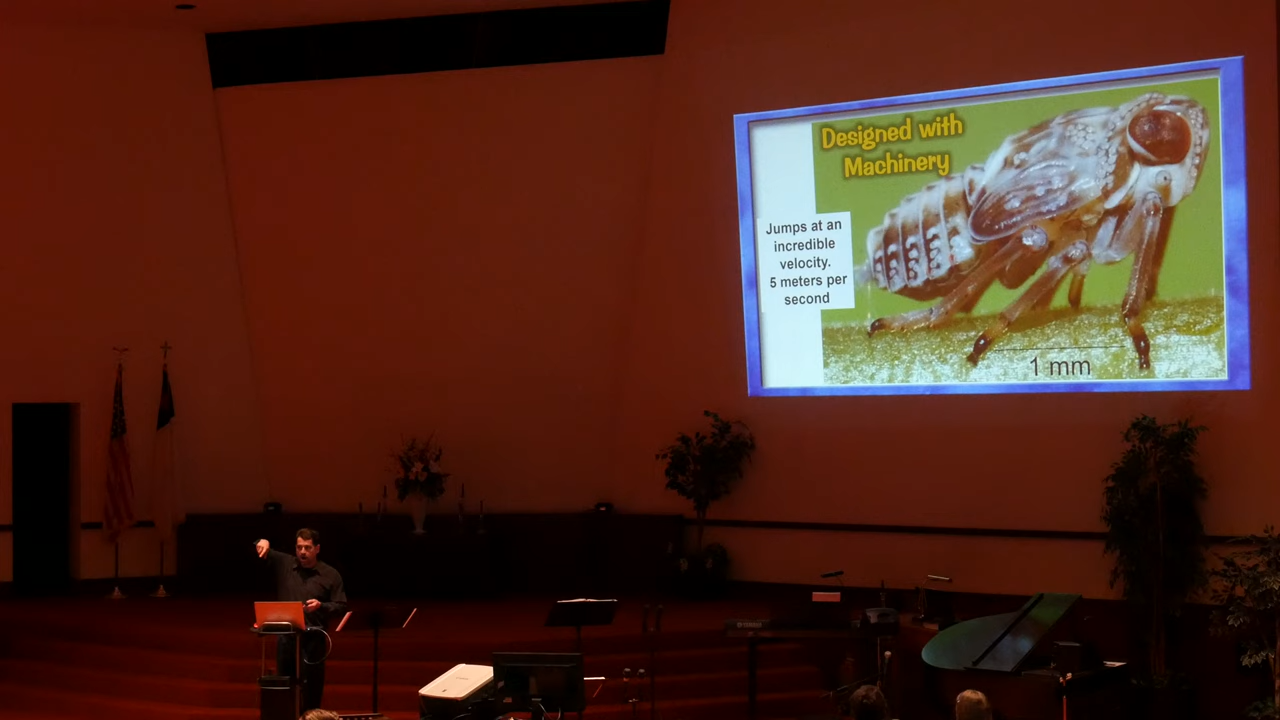 Designed with
Machinery
Jumps at an
incredible
velocity.
5 meters per
second
1 mm